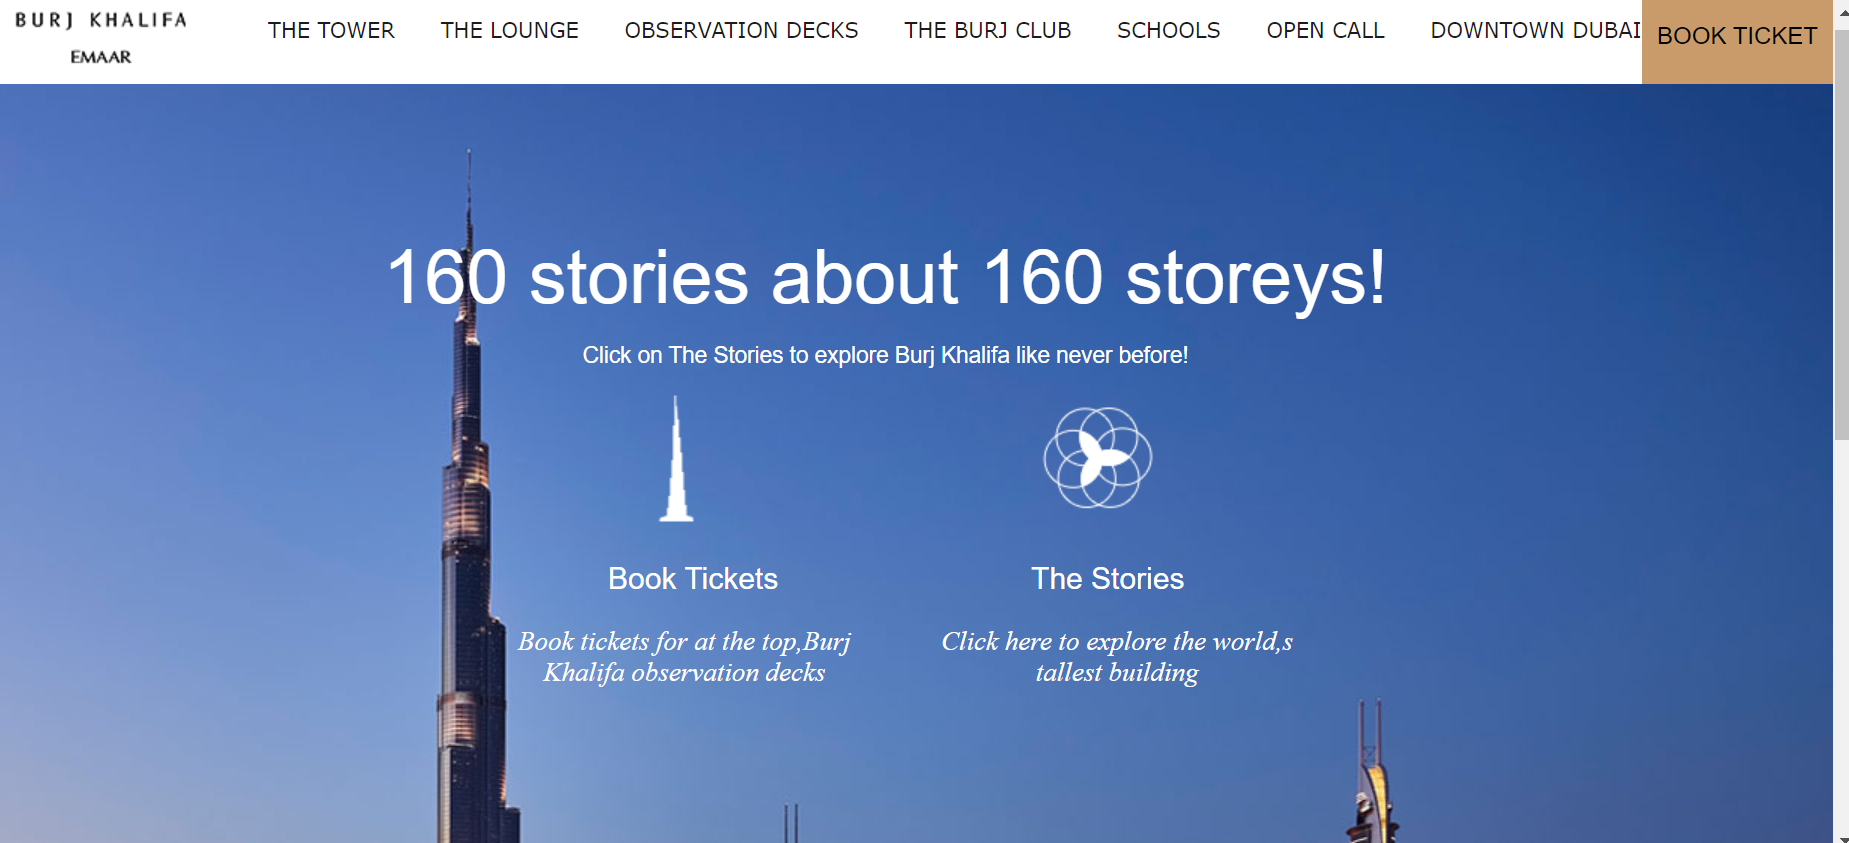 BURJ KHALIFA
EMAAR
THE TOWER THE LOUNGE OBSERVATION DECKS THE BURJ CLUB SCHOOLS OPEN CALL DOWNTOWN DUBAI
BOOK TICKET
160 stories about 160 storeys!
Click on The Stories to explore Burj Khalifa like never before!
Book Tickets
Book tickets for at the top,Burj
Khalifa observation decks
The Stories
Click here to explore the world,s
tallest building